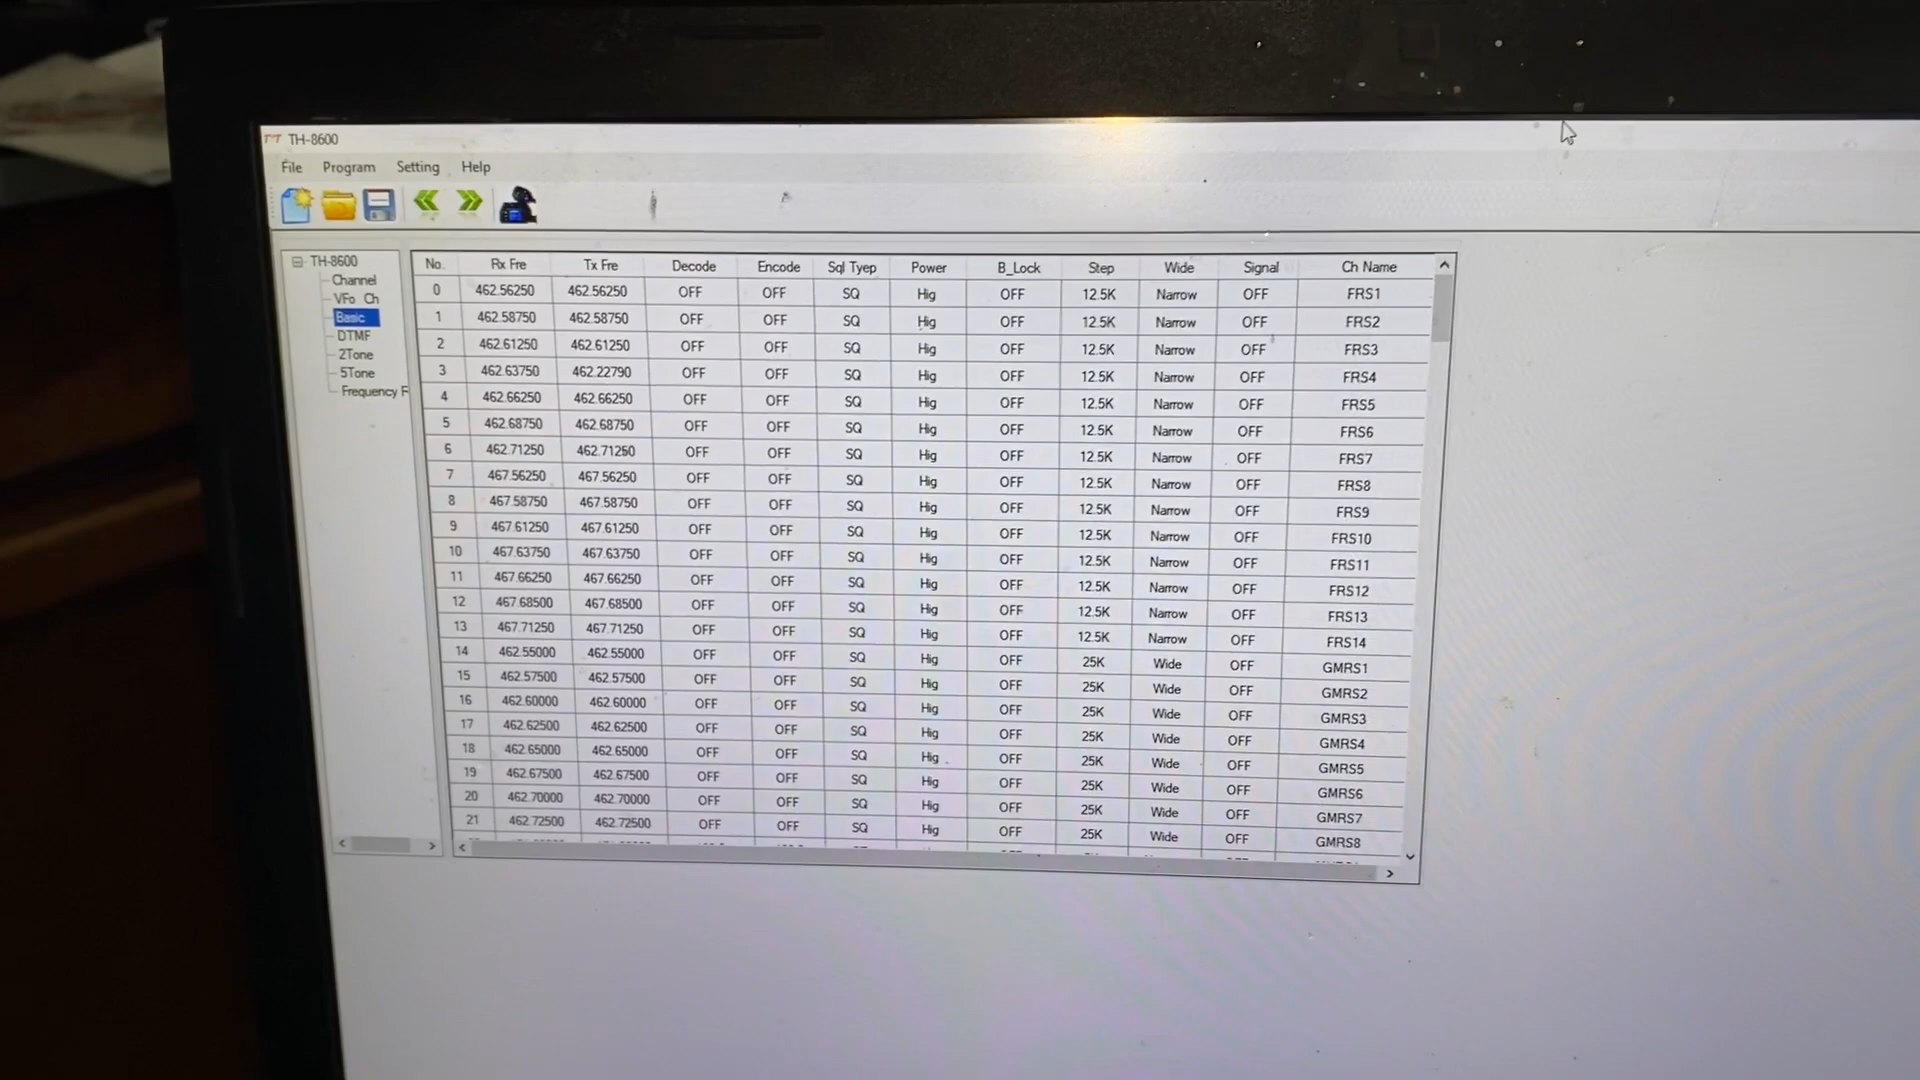 TYT TH-8600
File Program Setting Help
TH-8600
Channel
VFo Ch
Basic
DTMF
2Tone
5Tone
Frequency F
No. Rx Fre Tx Fre Decode Encode Sql Tyep Power B_Lock Step Wide Signal Ch Name
0 462.56250 462.56250 OFF OFF SQ Hig OFF 12.5K Narrow OFF FRS1
1 462.58750 462.58750 OFF OFF SQ Hig OFF 12.5K Narrow OFF FRS2
2 462.61250 462.61250 OFF OFF SQ Hig OFF 12.5K Narrow OFF FRS3
3 462.63750 462.22790 OFF OFF SQ Hig OFF 12.5K Narrow OFF FRS4
4 462.66250 462.66250 OFF OFF SQ Hig OFF 12.5K Narrow OFF FRS5
5 462.68750 462.68750 OFF OFF SQ Hig OFF 12.5K Narrow OFF FRS6
6 462.71250 462.71250 OFF OFF SQ Hig OFF 12.5K Narrow OFF FRS7
7 467.56250 467.56250 OFF OFF SQ Hig OFF 12.5K Narrow OFF FRS8
8 467.58750 467.58750 OFF OFF SQ Hig OFF 12.5K Narrow OFF FRS9
9 467.61250 467.61250 OFF OFF SQ Hig OFF 12.5K Narrow OFF FRS10
10 467.63750 467.63750 OFF OFF SQ Hig OFF 12.5K Narrow OFF FRS11
11 467.66250 467.66250 OFF OFF SQ Hig OFF 12.5K Narrow OFF FRS12
12 467.68500 467.68500 OFF OFF SQ Hig OFF 12.5K Narrow OFF FRS13
13 467.71250 467.71250 OFF OFF SQ Hig OFF 12.5K Narrow OFF FRS14
14 462.55000 462.55000 OFF OFF SQ Hig OFF 25K Wide OFF GMRS1
15 462.57500 462.57500 OFF OFF SQ Hig OFF 25K Wide OFF GMRS2
16 462.60000 462.60000 OFF OFF SQ Hig OFF 25K Wide OFF GMRS3
17 462.62500 462.62500 OFF OFF SQ Hig OFF 25K Wide OFF GMRS4
18 462.65000 462.65000 OFF OFF SQ Hig OFF 25K Wide OFF GMRS5
19 462.67500 462.67500 OFF OFF SQ Hig OFF 25K Wide OFF GMRS6
20 462.70000 462.70000 OFF OFF SQ Hig OFF 25K Wide OFF GMRS7
21 462.72500 462.72500 OFF OFF SQ Hig OFF 25K Wide OFF GMRS8